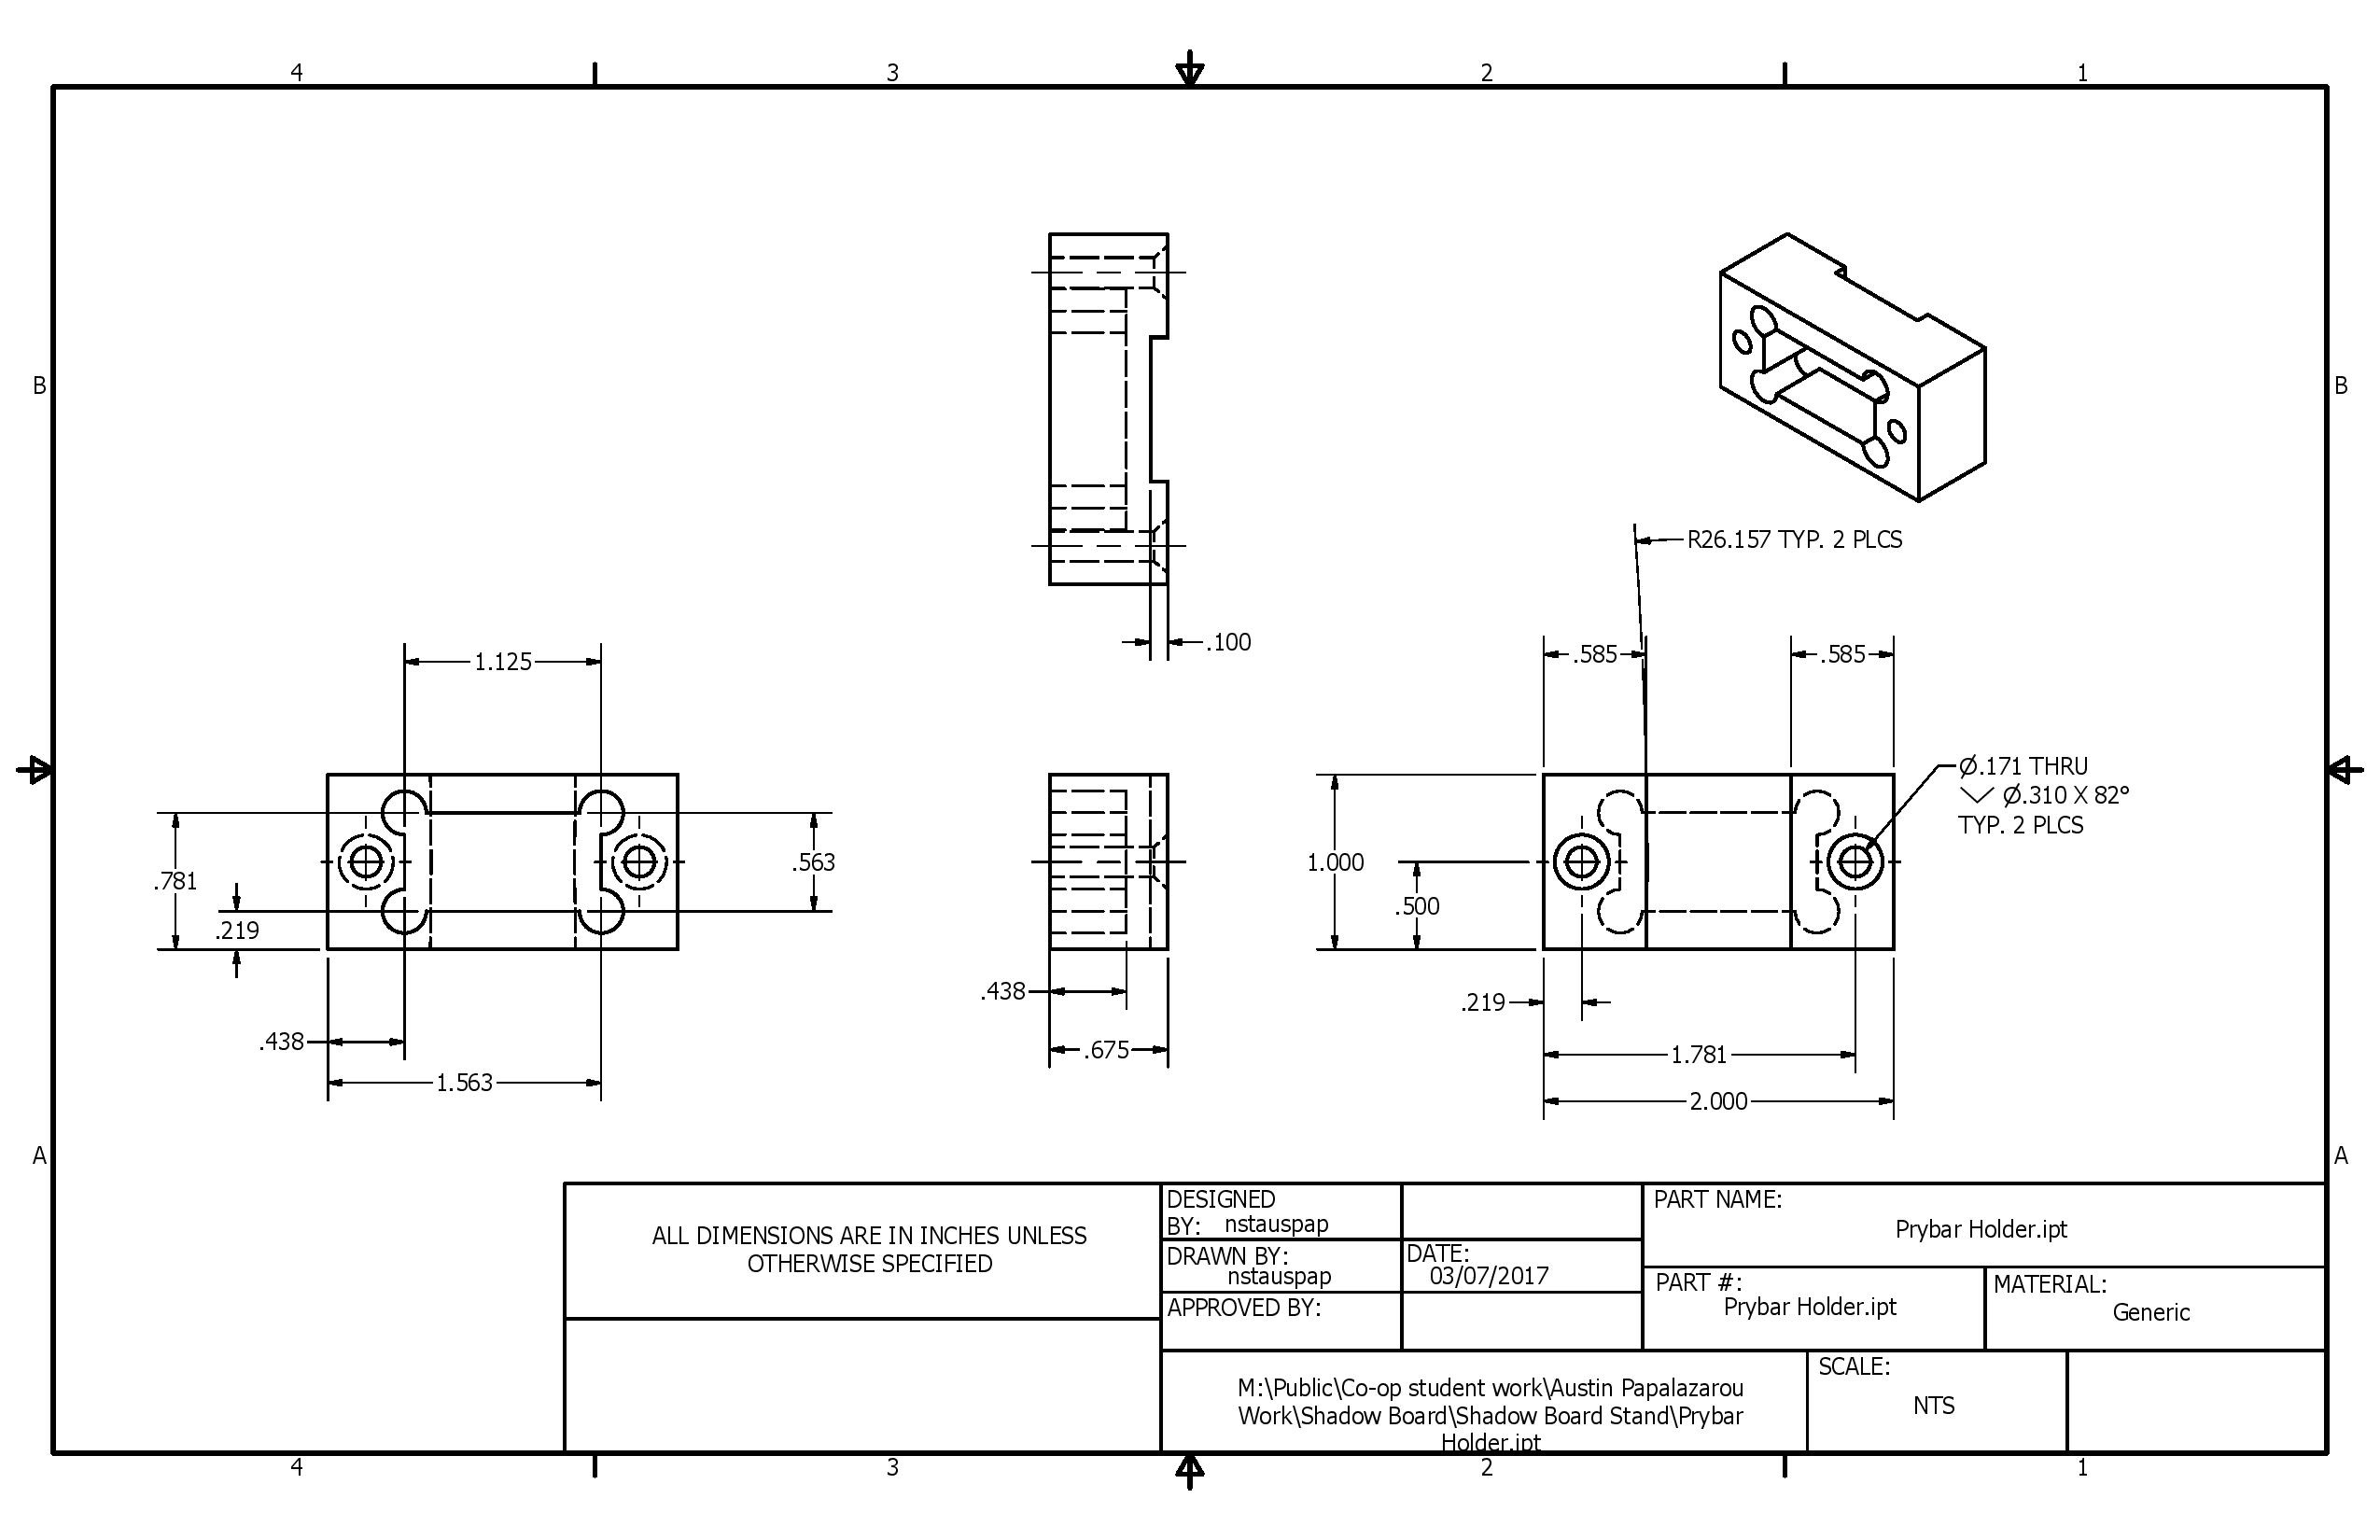 4 3 2 1
B B
R26.157 TYP. 2 PLCS
.100
.585 .585
1.125
Ø.171 THRU
Ø.310 X 82°
TYP. 2 PLCS
.563
1.000
.781
.500
.219
.438
.219
.438
.675
1.781
1.563
2.000
A A
ALL DIMENSIONS ARE IN INCHES UNLESS
OTHERWISE SPECIFIED
DESIGNED
BY: nstauspap
DRAWN BY:
nstauspap
DATE:
03/07/2017
APPROVED BY:
PART NAME:
Prybar Holder.ipt
PART #:
Prybar Holder.ipt
MATERIAL:
Generic
M:\Public\Co-op student work\Austin Papalazarou
Work\Shadow Board\Shadow Board Stand\Prybar
Holder.ipt
SCALE:
NTS
4 3 2 1